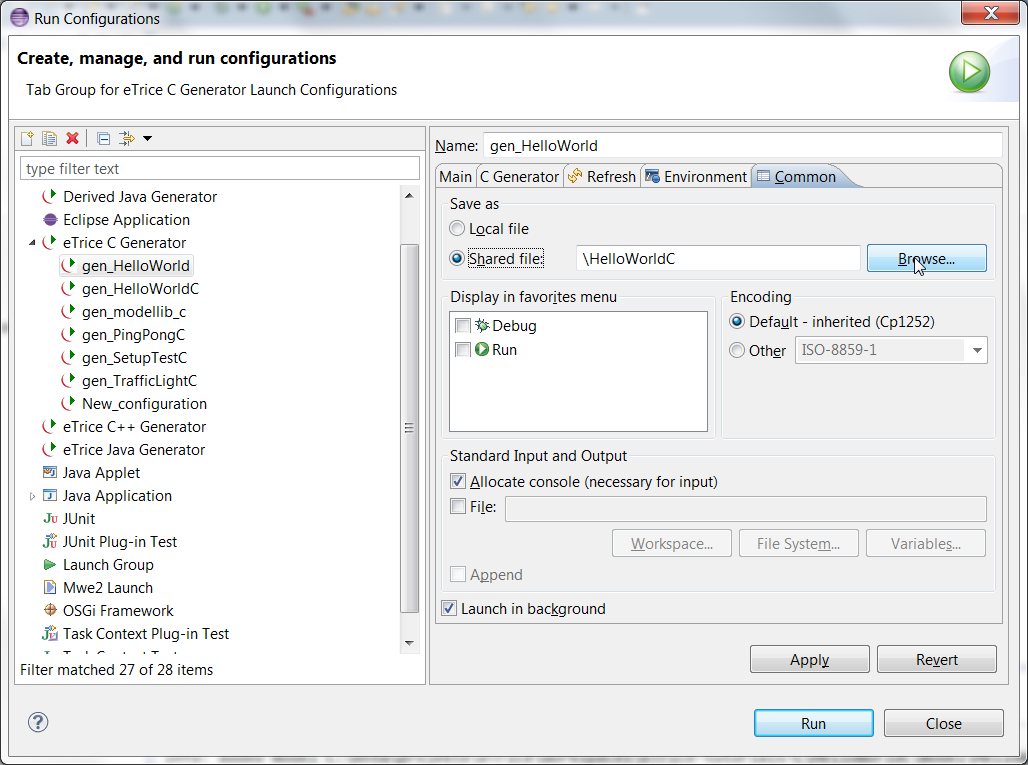 Run Configurations
Create, manage, and run configurations
Tab Group for eTrice C Generator Launch Configurations
type filter text
Derived Java Generator
Eclipse Application
eTrice C Generator
gen_HelloWorld
gen_HelloWorldC
gen_modellib_c
gen_PingPongC
gen_SetupTestC
gen_TrafficLightC
New_configuration
eTrice C++ Generator
eTrice Java Generator
Java Applet
Java Application
JUnit
JUnit Plug-in Test
Launch Group
Mwe2 Launch
OSGi Framework
Task Context Plug-in Test
Filter matched 27 of 28 items
Name: gen_HelloWorld
Main C Generator Refresh Environment Common
Save as
Local file
Shared file: \HelloWorldC Browse...
Display in favorites menu
Debug
Run
Encoding
Default - inherited (Cp1252)
Other ISO-8859-1
Standard Input and Output
Allocate console (necessary for input)
File:
Workspace... File System... Variables...
Append
Launch in background
Apply Revert
Run Close